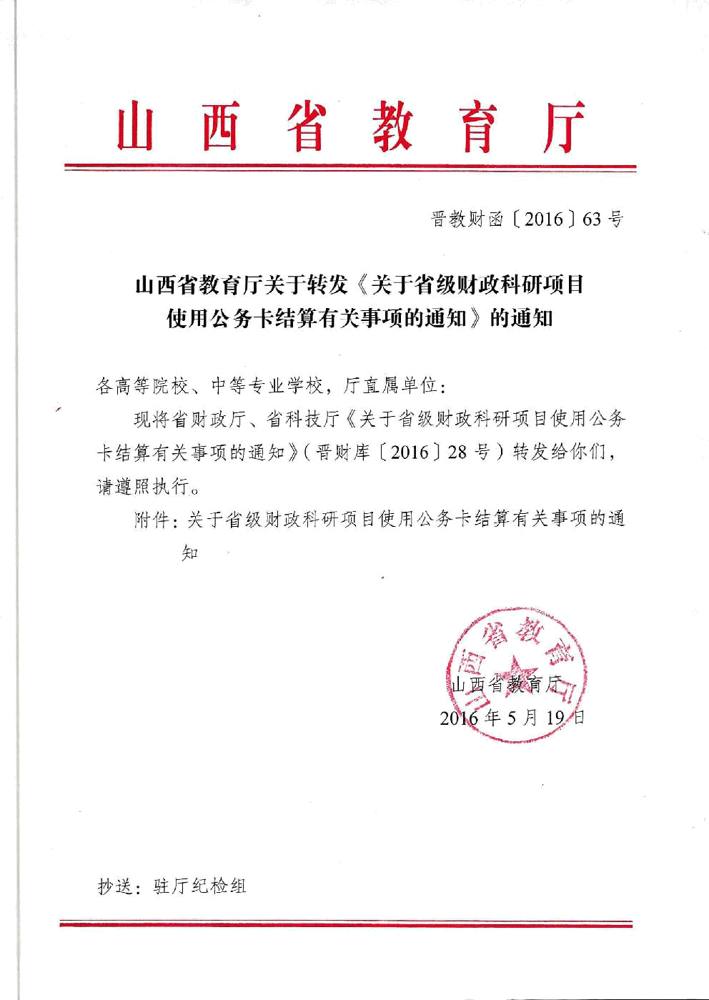 山西省教育厅
晋教财函〔2016〕63号
山西省教育厅关于转发《关于省级财政科研项目
使用公务卡结算有关事项的通知》的通知
各高等院校、中等专业学校，厅直属单位：
现将省财政厅、省科技厅《关于省级财政科研项目使用公务
卡结算有关事项的通知》（晋财库〔2016〕28号）转发给你们，
请遵照执行。
附件：关于省级财政科研项目使用公务卡结算有关事项的通
知
山西省教育厅
山西省教育厅
2016年5月19日
抄送：驻厅纪检组